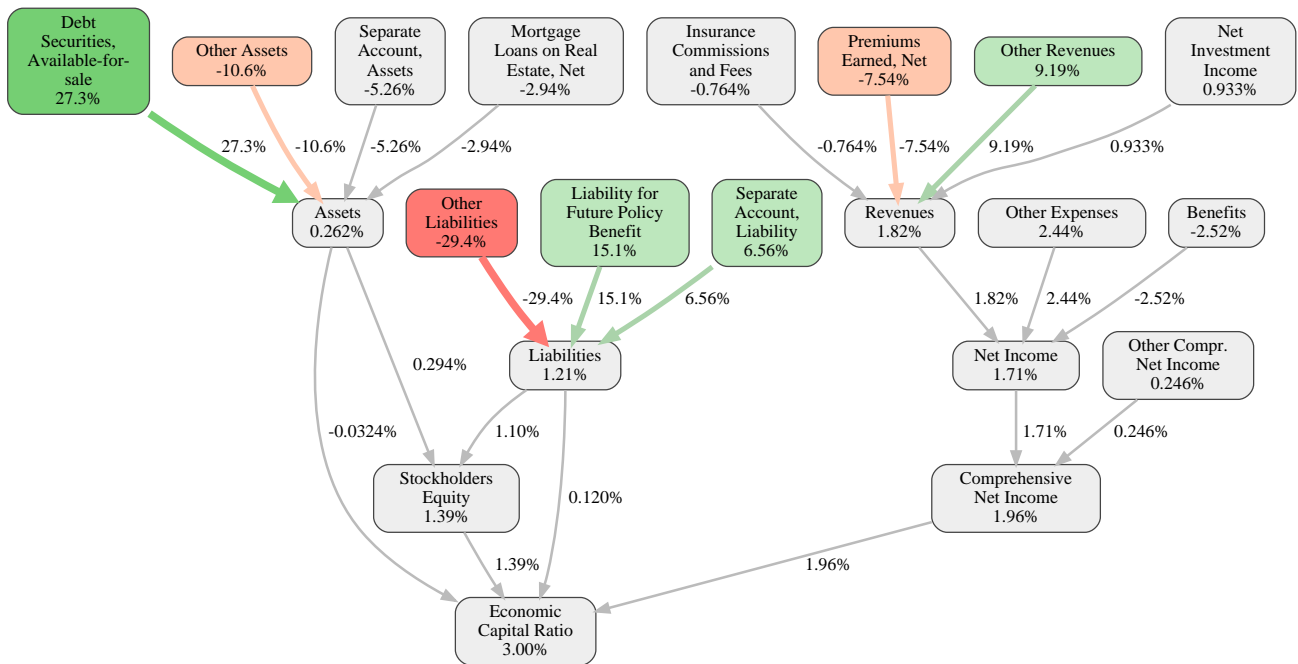 Debt
Securities,
Available-for-
sale
27.3%
Other Assets
-10.6%
Separate
Account,
Assets
-5.26%
Mortgage
Loans on Real
Estate, Net
-2.94%
Insurance
Commissions
and Fees
-0.764%
Premiums
Earned, Net
-7.54%
Other Revenues
9.19%
Net
Investment
Income
0.933%
27.3%
-10.6%
-5.26%
-2.94%
-0.764%
-7.54%
9.19%
0.933%
Assets
0.262%
Other
Liabilities
-29.4%
Liability for
Future Policy
Benefit
15.1%
Separate
Account,
Liability
6.56%
Revenues
1.82%
Other Expenses
2.44%
Benefits
-2.52%
-29.4%
15.1%
6.56%
1.82%
2.44%
-2.52%
0.294%
Liabilities
1.21%
Net Income
1.71%
Other Compr.
Net Income
0.246%
-0.0324%
1.10%
1.71%
0.246%
Stockholders
Equity
1.39%
0.120%
Comprehensive
Net Income
1.96%
1.39%
1.96%
Economic
Capital Ratio
3.00%